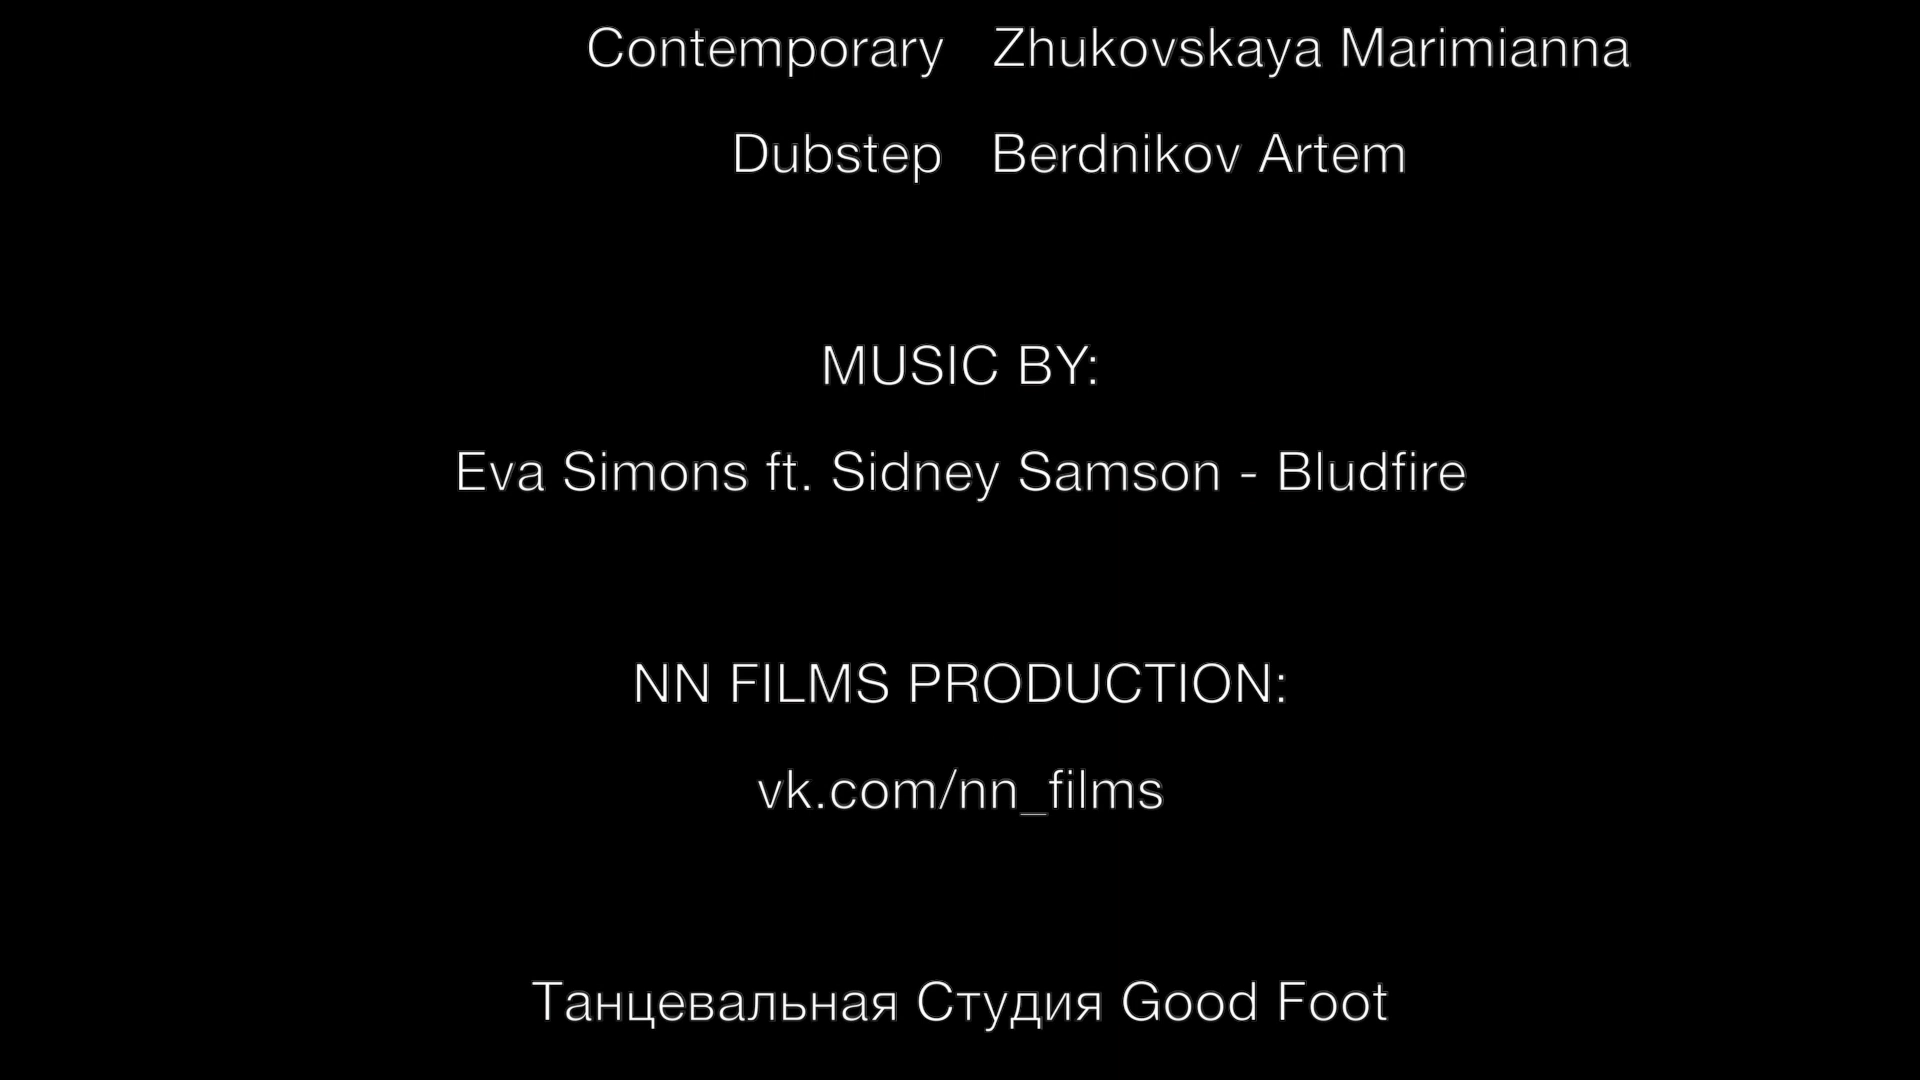 Contemporary Zhukovskaya Marimianna
Dubstep Berdnikov Artem
MUSIC BY:
Eva Simons ft. Sidney Samson - Bludfire
NN FILMS PRODUCTION:
vk.com/nn_films
Танцевальная Студия Good Foot